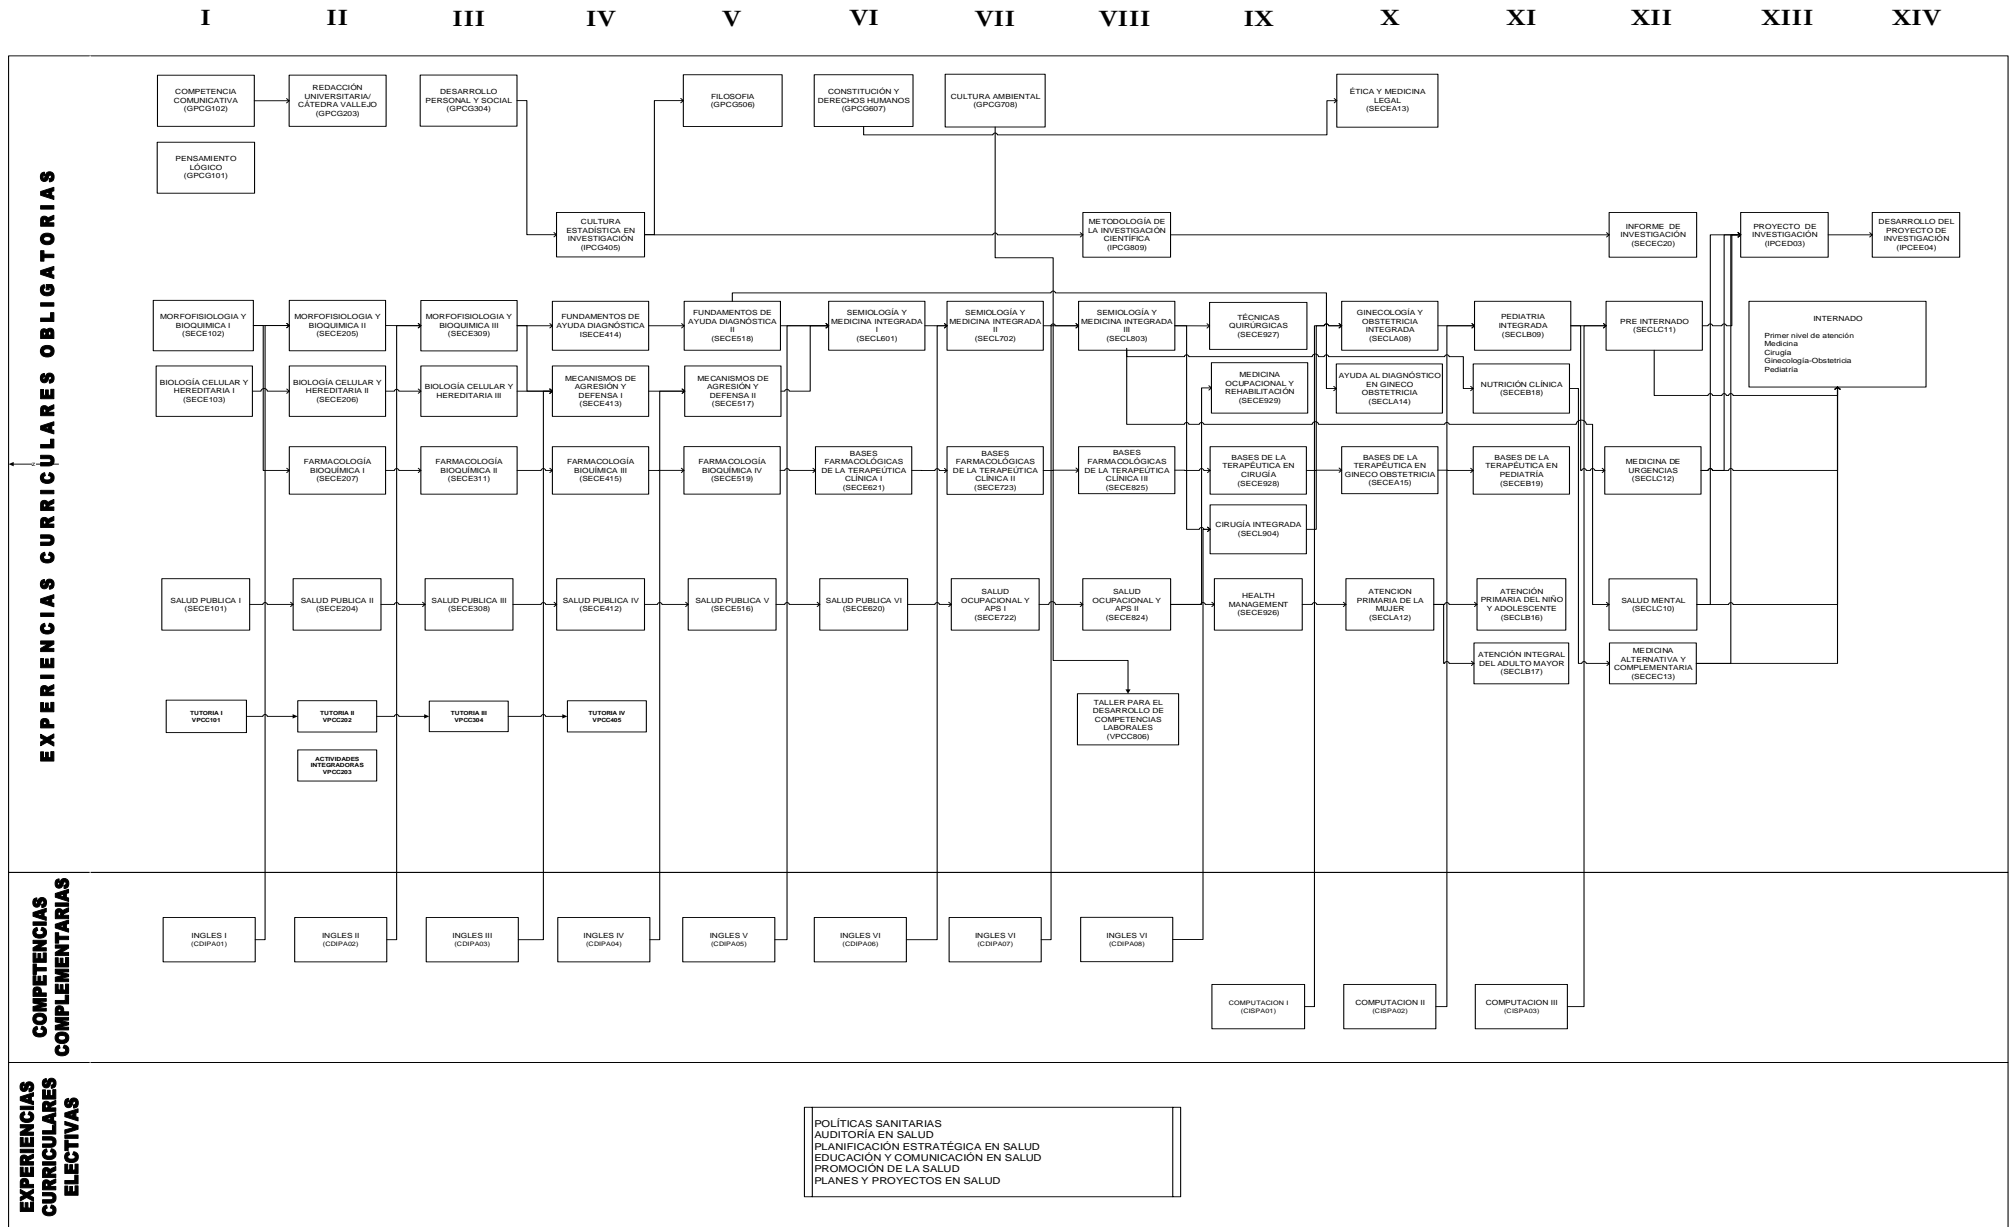 I II III IV V VI VII VIII IX X XI XII XIII XIV
EXPERIENCIAS CURRICULARES OBLIGATORIAS
COMPETENCIA
COMUNICATIVA
(GPCG102)
REDACCIÓN
UNIVERSITARIA/
CÁTEDRA VALLEJO
(GPCG203)
DESARROLLO
PERSONAL Y SOCIAL
(GPCG304)
FILOSOFIA
(GPCG506)
CONSTITUCIÓN Y
DERECHOS HUMANOS
(GPCG607)
CULTURA AMBIENTAL
(GPCG708)
ÉTICA Y MEDICINA
LEGAL
(SECEA13)
PENSAMIENTO
LÓGICO
(GPCG101)
CULTURA
ESTADÍSTICA EN
INVESTIGACIÓN
(IPCG405)
METODOLOGÍA DE
LA INVESTIGACIÓN
CIENTÍFICA
(IPCG809)
INFORME DE
INVESTIGACIÓN
(SECEC20)
PROYECTO DE
INVESTIGACIÓN
(IPCED03)
DESARROLLO DEL
PROYECTO DE
INVESTIGACIÓN
(IPCEE04)
MORFOFISIOLOGIA Y
BIOQUIMICA I
(SECE102)
MORFOFISIOLOGIA Y
BIOQUIMICA II
(SECE205)
MORFOFISIOLOGIA Y
BIOQUIMICA III
(SECE309)
FUNDAMENTOS DE
AYUDA DIAGNÓSTICA
ISECE414)
FUNDAMENTOS DE
AYUDA DIAGNÓSTICA
II
(SECE518)
SEMIOLOGÍA Y
MEDICINA INTEGRADA
I
(SECL601)
SEMIOLOGÍA Y
MEDICINA INTEGRADA
II
(SECL702)
SEMIOLOGÍA Y
MEDICINA INTEGRADA
III
(SECL803)
TÉCNICAS
QUIRÚRGICAS
(SECE927)
GINECOLOGÍA Y
OBSTETRICIA
INTEGRADA
(SECLA08)
PEDIATRIA
INTEGRADA
(SECLB09)
PRE INTERNADO
(SECLC11)
INTERNADO
Primer nivel de atención
Medicina
Cirugía
Ginecología-Obstetricia
Pediatría
BIOLOGÍA CELULAR Y
HEREDITARIA I
(SECE103)
BIOLOGÍA CELULAR Y
HEREDITARIA II
(SECE206)
BIOLOGÍA CELULAR Y
HEREDITARIA III
MECANISMOS DE
AGRESIÓN Y
DEFENSA I
(SECE413)
MECANISMOS DE
AGRESIÓN Y
DEFENSA II
(SECE517)
MEDICINA
OCUPACIONAL Y
REHABILITACIÓN
(SECE929)
AYUDA AL DIAGNÓSTICO
EN GINECO
OBSTETRICIA
(SECLA14)
NUTRICIÓN CLÍNICA
(SECEB18)
FARMACOLOGÍA
BIOQUÍMICA I
(SECE207)
FARMACOLOGÍA
BIOQUÍMICA II
(SECE311)
FARMACOLOGÍA
BIOUÍMICA III
(SECE415)
FARMACOLOGÍA
BIOQUÍMICA IV
(SECE519)
BASES
FARMACOLÓGICAS
DE LA TERAPEÚTICA
CLÍNICA I
(SECE621)
BASES
FARMACOLÓGICAS
DE LA TERAPEÚTICA
CLÍNICA II
(SECE723)
BASES
FARMACOLÓGICAS
DE LA TERAPEÚTICA
CLÍNICA III
(SECE825)
BASES DE LA
TERAPÉUTICA EN
CIRUGÍA
(SECE928)
BASES DE LA
TERAPÉUTICA EN
GINECO OBSTETRICIA
(SECEA15)
BASES DE LA
TERAPÉUTICA EN
PEDIATRÍA
(SECEB19)
MEDICINA DE
URGENCIAS
(SECLC12)
CIRUGÍA INTEGRADA
(SECL904)
SALUD PUBLICA I
(SECE101)
SALUD PUBLICA II
(SECE204)
SALUD PUBLICA III
(SECE308)
SALUD PUBLICA IV
(SECE412)
SALUD PUBLICA V
(SECE516)
SALUD PUBLICA VI
(SECE620)
SALUD
OCUPACIONAL Y
APS I
(SECE722)
SALUD
OCUPACIONAL Y
APS II
(SECE824)
HEALTH
MANAGEMENT
(SECE926)
ATENCION
PRIMARIA DE LA
MUJER
(SECLA12)
ATENCIÓN
PRIMARIA DEL NIÑO
Y ADOLESCENTE
(SECLB16)
SALUD MENTAL
(SECLC10)
ATENCIÓN INTEGRAL
DEL ADULTO MAYOR
(SECLB17)
MEDICINA
ALTERNATIVA Y
COMPLEMENTARIA
(SECEC13)
TUTORIA I
VPCC101
TUTORIA II
VPCC202
TUTORIA III
VPCC304
TUTORIA IV
VPCC405
TALLER PARA EL
DESARROLLO DE
COMPETENCIAS
LABORALES
(VPCC806)
ACTIVIDADES
INTEGRADORAS
VPCC203
COMPETENCIAS
COMPLEMENTARIAS
INGLES I
(CDIPA01)
INGLES II
(CDIPA02)
INGLES III
(CDIPA03)
INGLES IV
(CDIPA04)
INGLES V
(CDIPA05)
INGLES VI
(CDIPA06)
INGLES VI
(CDIPA07)
INGLES VI
(CDIPA08)
COMPUTACION I
(CISPA01)
COMPUTACION II
(CISPA02)
COMPUTACION III
(CISPA03)
EXPERIENCIAS
CURRICULARES
ELECTIVAS
POLÍTICAS SANITARIAS
AUDITORÍA EN SALUD
PLANIFICACIÓN ESTRATÉGICA EN SALUD
EDUCACIÓN Y COMUNICACIÓN EN SALUD
PROMOCIÓN DE LA SALUD
PLANES Y PROYECTOS EN SALUD